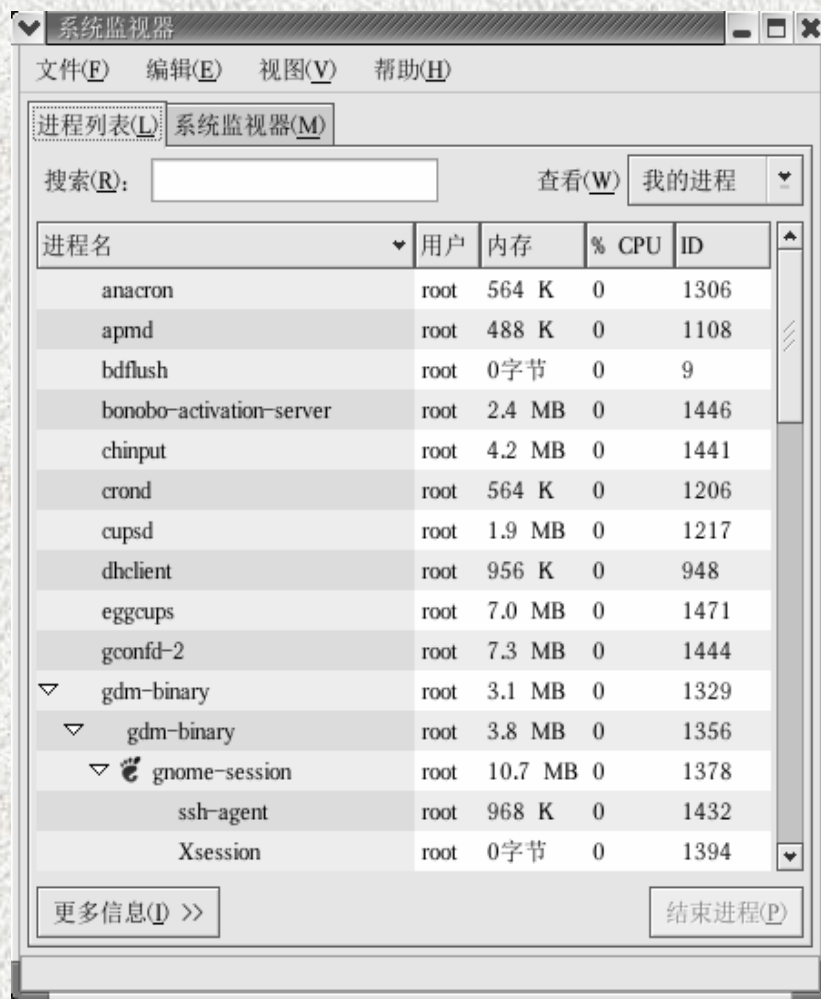 系统监视器
文件(F) 编辑(E) 视图(V) 帮助(H)
进程列表(L) 系统监视器(M)
搜索(R): 查看(W) 我的进程
进程名 用户 内存 % CPU ID
anacron root 564 K 0 1306
apmd root 488 K 0 1108
bdflush root 0字节 0 9
bonobo-activation-server root 2.4 MB 0 1446
chinput root 4.2 MB 0 1441
crond root 564 K 0 1206
cupsd root 1.9 MB 0 1217
dhclient root 956 K 0 948
eggcups root 7.0 MB 0 1471
gconfd-2 root 7.3 MB 0 1444
gdm-binary root 3.1 MB 0 1329
gdm-binary root 3.8 MB 0 1356
gnome-session root 10.7 MB 0 1378
ssh-agent root 968 K 0 1432
Xsession root 0字节 0 1394
更多信息(I) >> 结束进程(P)